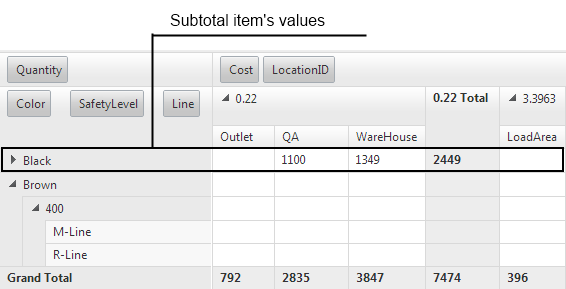 Subtotal item's values
Quantity Cost LocationID
Color SafetyLevel Line 0.22 0.22 Total 3.3963
Outlet QA WareHouse LoadArea
Black 1100 1349 2449
Brown
400
M-Line
R-Line
Grand Total 792 2835 3847 7474 396